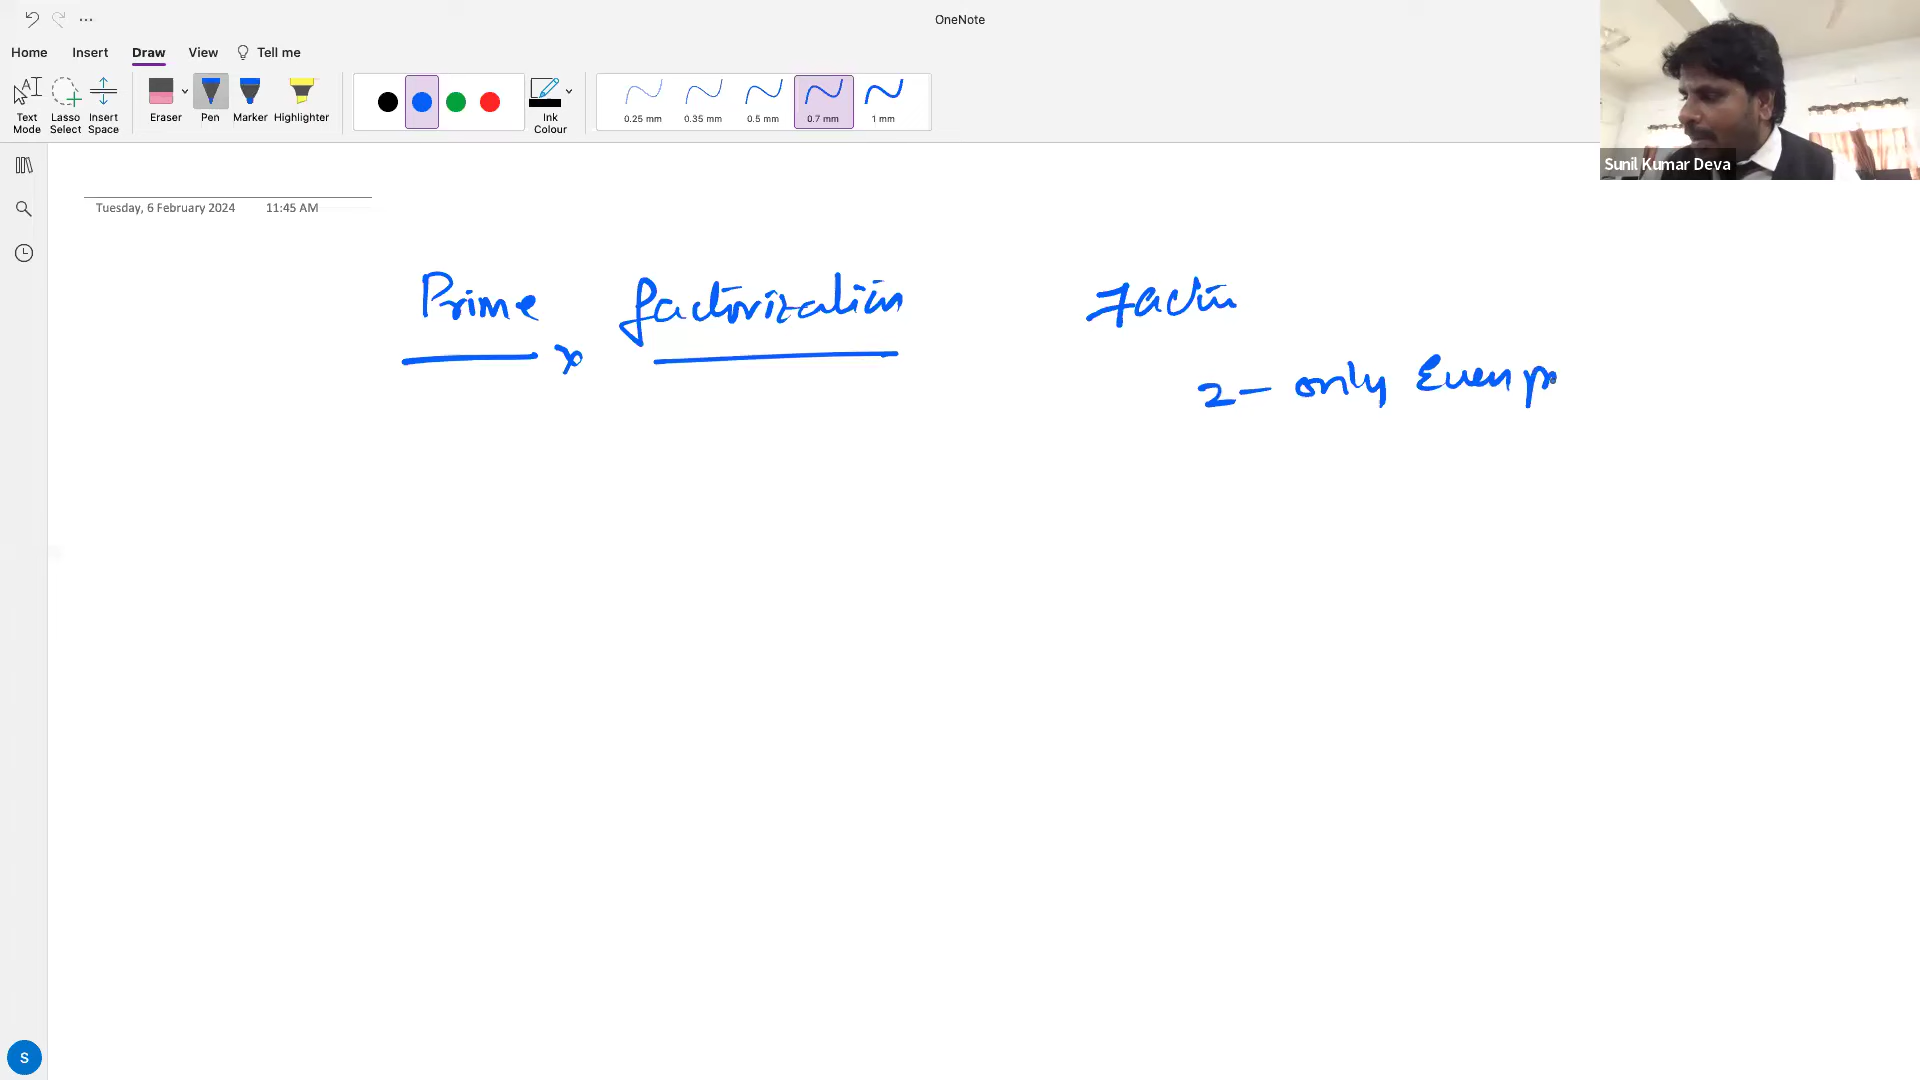 OneNote
Home Insert Draw View Tell me
Text Mode Lasso Select Insert Space Eraser Pen Marker Highlighter Ink Colour 0.25 mm 0.35 mm 0.5 mm 0.7 mm 1 mm
Sunil Kumar Deva
Tuesday, 6 February 2024 11:45 AM
Prime factorization Factor
2 - only Even pr
S